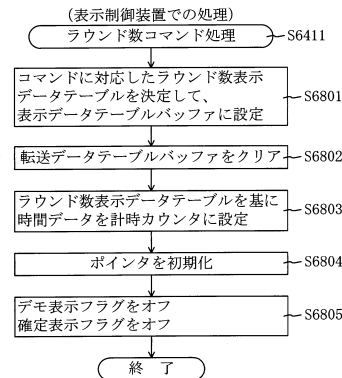 （表示制御装置での処理）
ラウンド数コマンド処理
S6411
コマンドに対応したラウンド数表示
データテーブルを決定して、
表示データテーブルバッファに設定
S6801
転送データテーブルバッファをクリア
S6802
ラウンド数表示データテーブルを基に
時間データを計時カウンタに設定
S6803
ポインタを初期化
S6804
デモ表示フラグをオフ
確定表示フラグをオフ
S6805
終 了